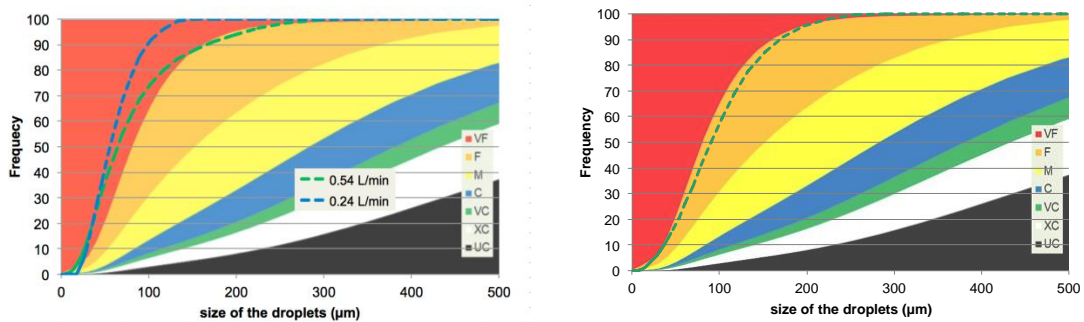 100
90
80
70
60
50
40
30
20
10
0
Frequecy
0 100 200 300 400 500
size of the droplets (µm)
0.54 L/min
0.24 L/min
VF
F
M
C
VC
XC
UC
100
90
80
70
60
50
40
30
20
10
0
Frequency
0 100 200 300 400 500
size of the droplets (µm)
VF
F
M
C
VC
XC
UC